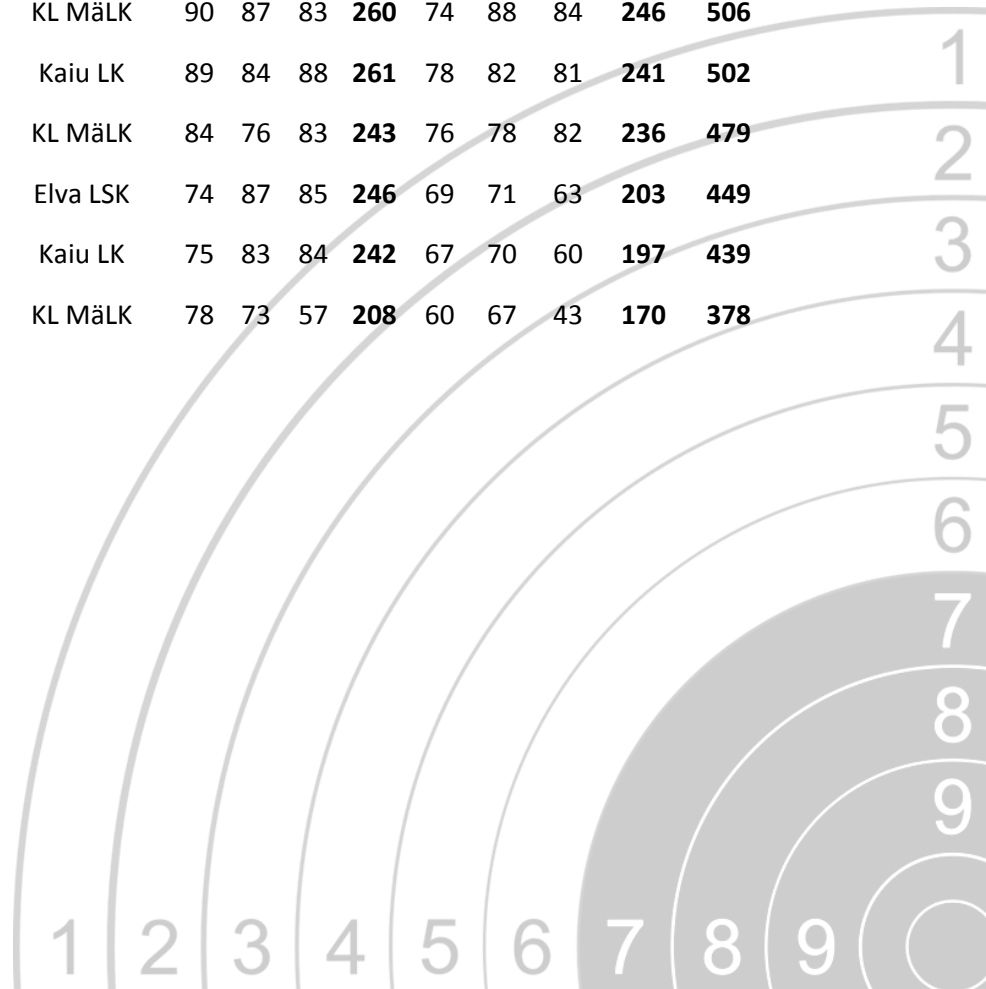 KL MäLK 90 87 83 260 74 88 84 246 506
Kaiu LK 89 84 88 261 78 82 81 241 502
KL MäLK 84 76 83 243 76 78 82 236 479
Elva LSK 74 87 85 246 69 71 63 203 449
Kaiu LK 75 83 84 242 67 70 60 197 439
KL MäLK 78 73 57 208 60 67 43 170 378
1
2
3
4
5
6
7
8
9
1 2 3 4 5 6 7 8 9